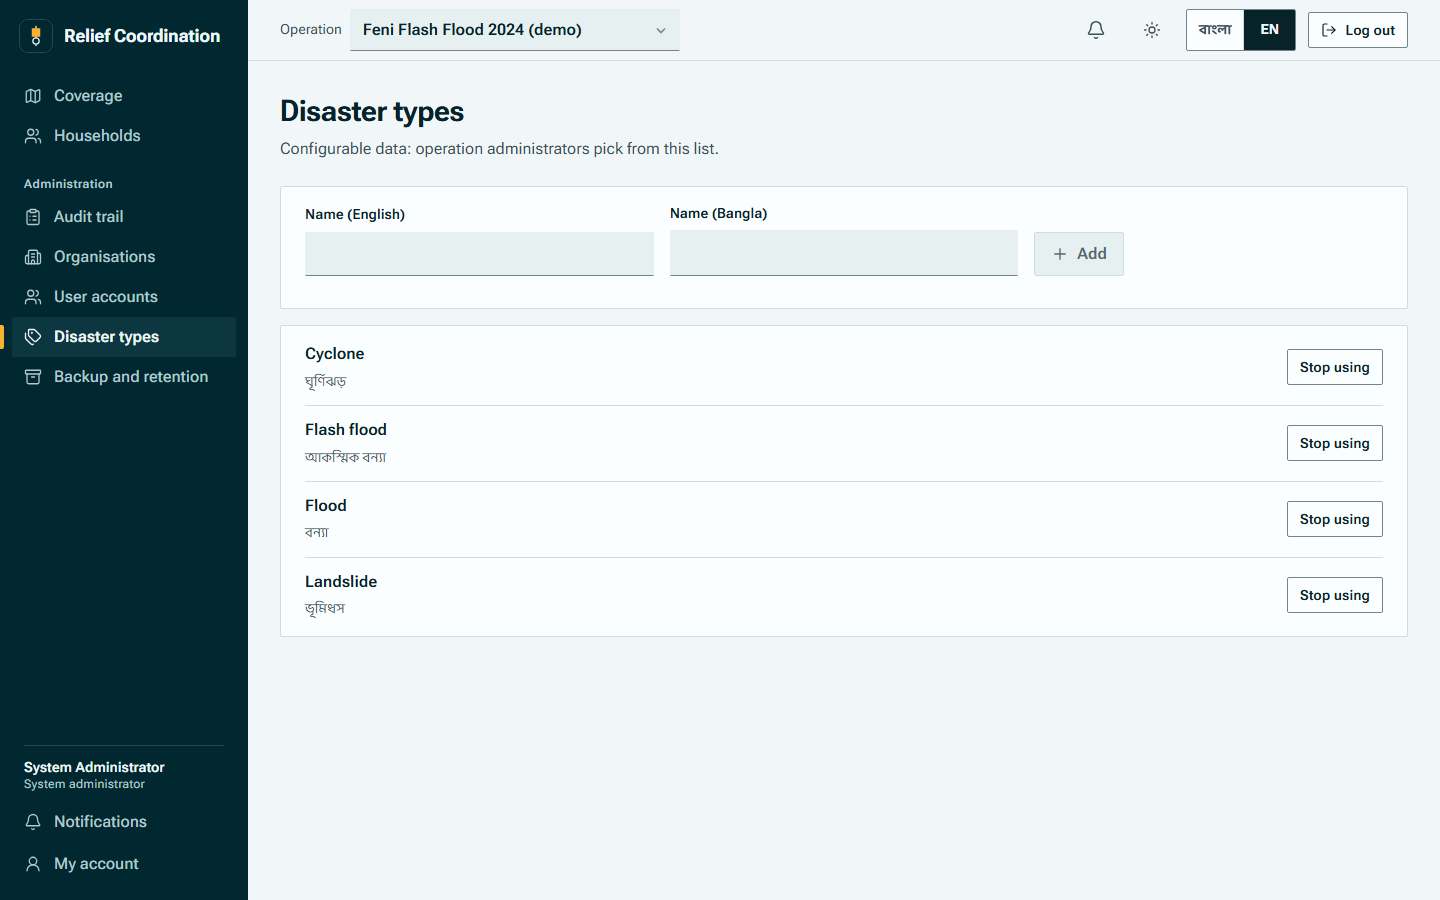 Relief Coordination
Operation
Feni Flash Flood 2024 (demo)
বাংলা
EN
Log out
Coverage
Households
Administration
Audit trail
Organisations
User accounts
Disaster types
Backup and retention
System Administrator
System administrator
Notifications
My account
Disaster types
Configurable data: operation administrators pick from this list.
Name (English)
Name (Bangla)
Add
Cyclone
ঘূর্ণিঝড়
Stop using
Flash flood
আকস্মিক বন্যা
Stop using
Flood
বন্যা
Stop using
Landslide
ভূমিধস
Stop using